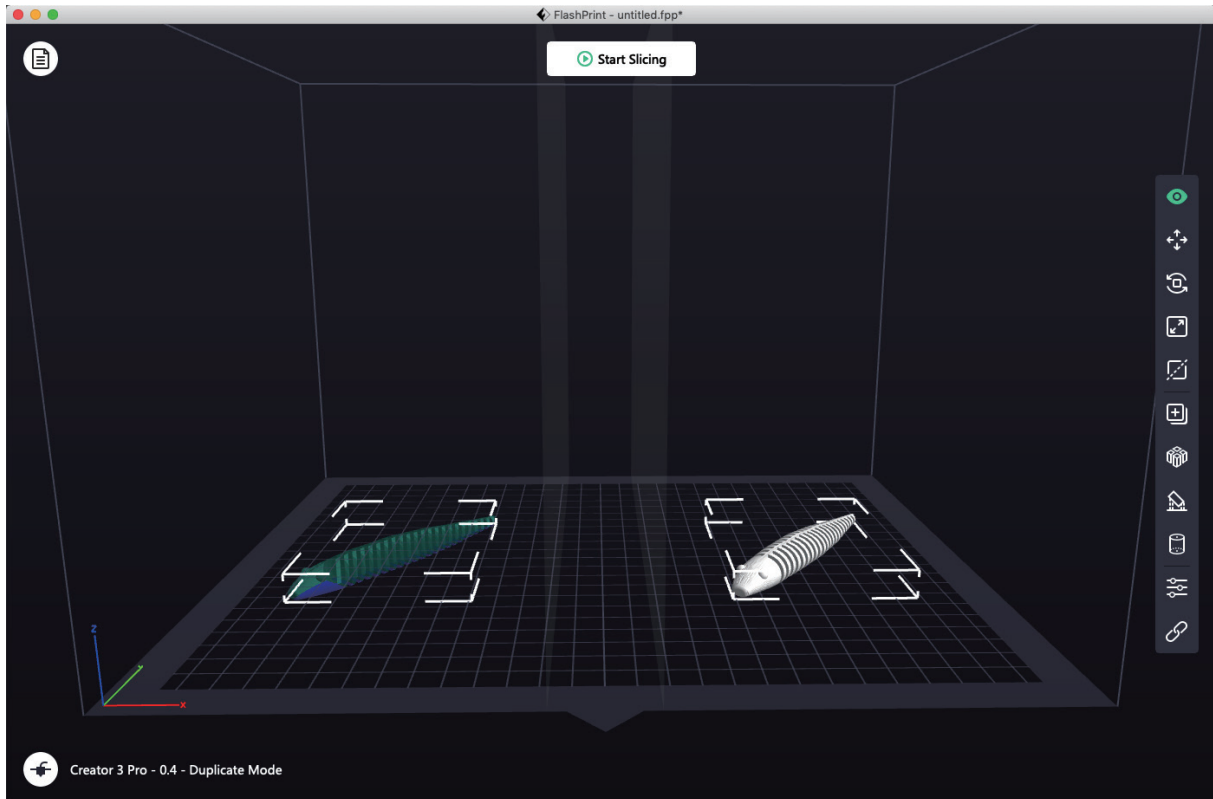 FlashPrint - untitled.fpp*
Start Slicing
Z
Y
X
Creator 3 Pro - 0.4 - Duplicate Mode